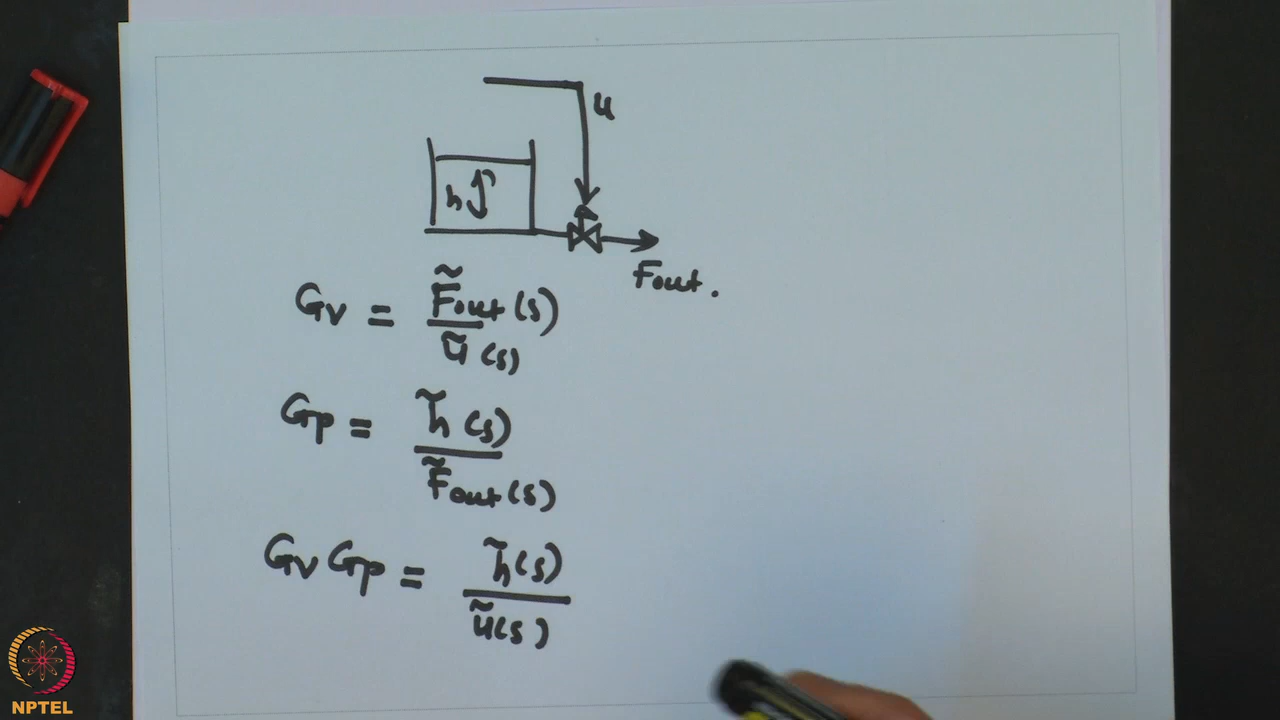 u
h
Fout.
Gv = F̃out(s)
ũ(s)
Gp = h̃(s)
F̃out(s)
GvGp = h̃(s)
ũ(s)
NPTEL